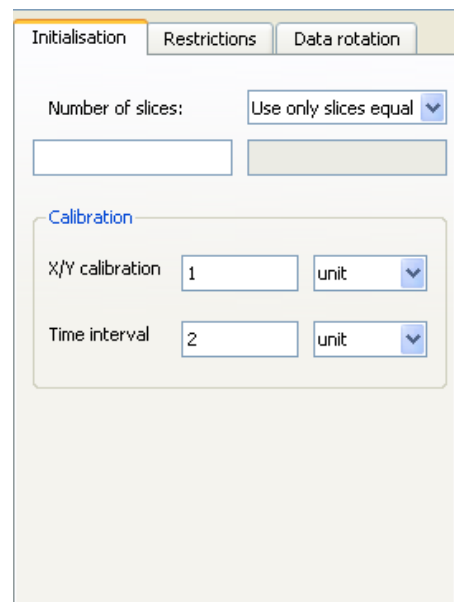 Initialisation Restrictions Data rotation
Number of slices: Use only slices equal
Calibration
X/Y calibration 1 unit
Time interval 2 unit